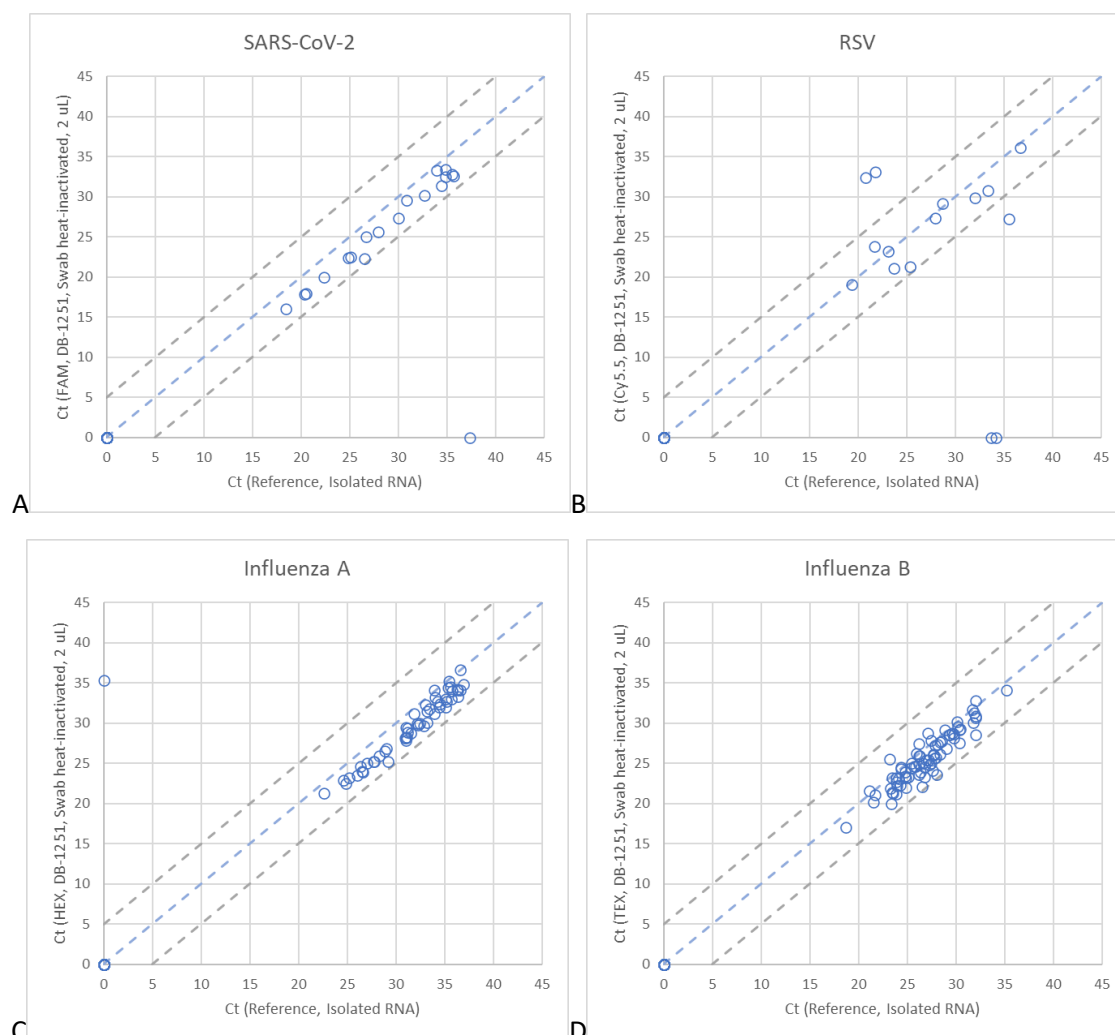 SARS-CoV-2
Ct (FAM, DB-1251, Swab heat-inactivated, 2 uL)
45
40
35
30
25
20
15
10
5
0
0 5 10 15 20 25 30 35 40 45
Ct (Reference, Isolated RNA)
A
RSV
Ct (Cy5.5, DB-1251, Swab heat-inactivated, 2 uL)
45
40
35
30
25
20
15
10
5
0
0 5 10 15 20 25 30 35 40 45
Ct (Reference, Isolated RNA)
B
Influenza A
Ct (HEX, DB-1251, Swab heat-inactivated, 2 uL)
45
40
35
30
25
20
15
10
5
0
0 5 10 15 20 25 30 35 40 45
Ct (Reference, Isolated RNA)
C
Influenza B
Ct (TEX, DB-1251, Swab heat-inactivated, 2 uL)
45
40
35
30
25
20
15
10
5
0
0 5 10 15 20 25 30 35 40 45
Ct (Reference, Isolated RNA)
D